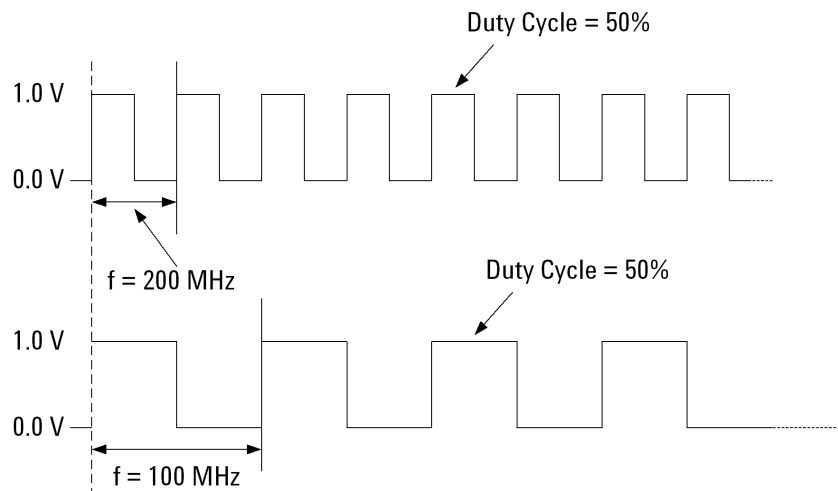 Duty Cycle = 50%
1.0 V
0.0 V
f = 200 MHz
Duty Cycle = 50%
1.0 V
0.0 V
f = 100 MHz